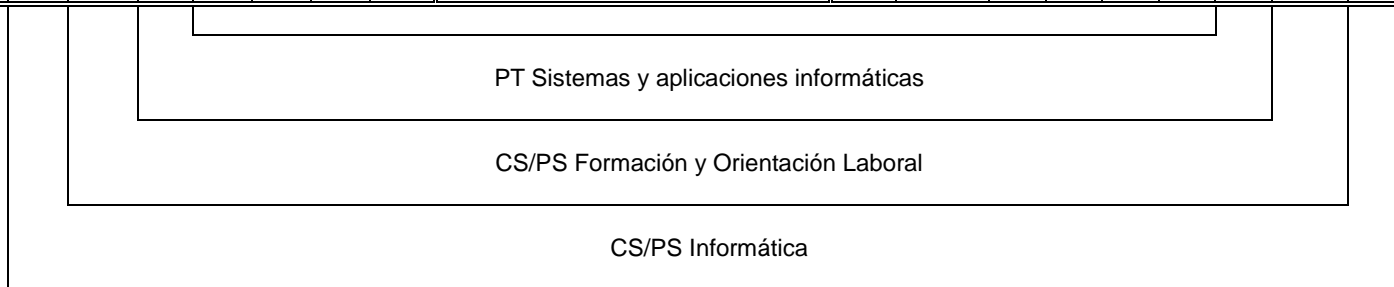 PT Sistemas y aplicaciones informáticas
CS/PS Formación y Orientación Laboral
CS/PS Informática